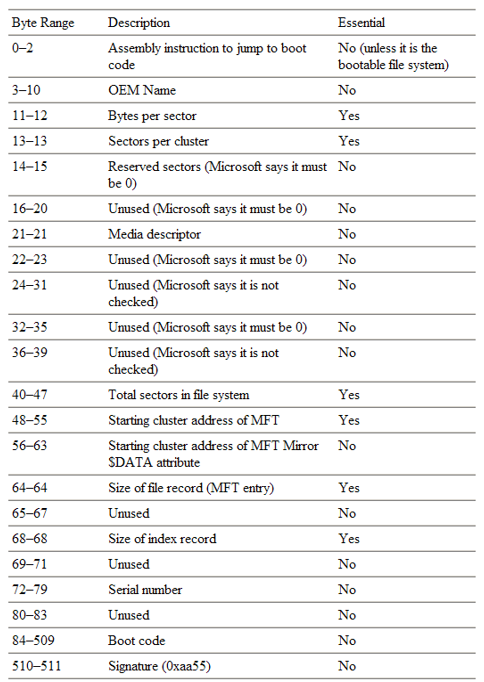 Byte Range Description Essential
0–2 Assembly instruction to jump to boot No (unless it is the
code bootable file system)
3–10 OEM Name No
11–12 Bytes per sector Yes
13–13 Sectors per cluster Yes
14–15 Reserved sectors (Microsoft says it must No
be 0)
16–20 Unused (Microsoft says it must be 0) No
21–21 Media descriptor No
22–23 Unused (Microsoft says it must be 0) No
24–31 Unused (Microsoft says it is not No
checked)
32–35 Unused (Microsoft says it must be 0) No
36–39 Unused (Microsoft says it is not No
checked)
40–47 Total sectors in file system Yes
48–55 Starting cluster address of MFT Yes
56–63 Starting cluster address of MFT Mirror No
$DATA attribute
64–64 Size of file record (MFT entry) Yes
65–67 Unused No
68–68 Size of index record Yes
69–71 Unused No
72–79 Serial number No
80–83 Unused No
84–509 Boot code No
510–511 Signature (0xaa55) No